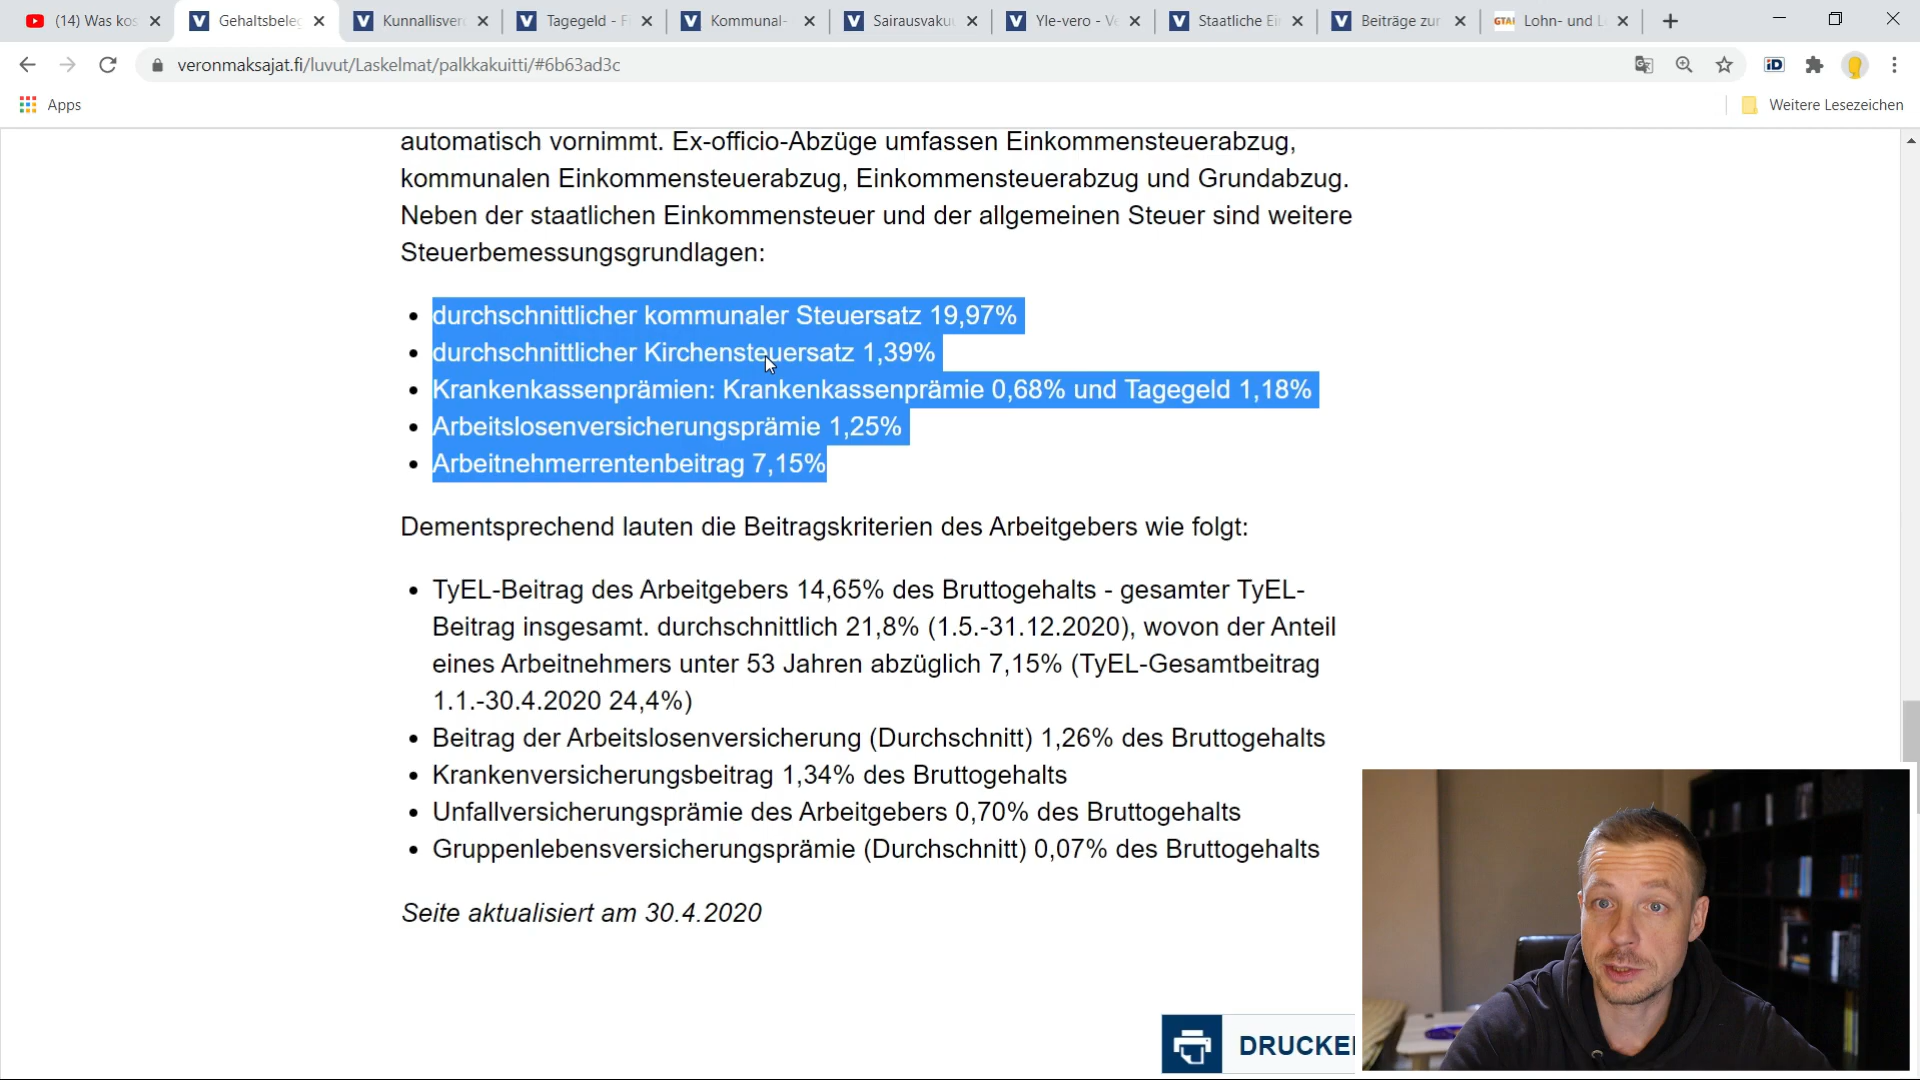 (14) Was kos
Gehaltsbeleg
Kunnallisver
Tagegeld - F
Kommunal-
Sairausvakuu
Yle-vero - V
Staatliche Ein
Beiträge zur
GTAI Lohn- und L
veronmaksajat.fi/luvut/Laskelmat/palkkakuitti/#6b63ad3c
iD
Apps
Weitere Lesezeichen
automatisch vornimmt. Ex-officio-Abzüge umfassen Einkommensteuerabzug,
kommunalen Einkommensteuerabzug, Einkommensteuerabzug und Grundabzug.
Neben der staatlichen Einkommensteuer und der allgemeinen Steuer sind weitere
Steuerbemessungsgrundlagen:
durchschnittlicher kommunaler Steuersatz 19,97%
durchschnittlicher Kirchensteuersatz 1,39%
Krankenkassenprämien: Krankenkassenprämie 0,68% und Tagegeld 1,18%
Arbeitslosenversicherungsprämie 1,25%
Arbeitnehmerrentenbeitrag 7,15%
Dementsprechend lauten die Beitragskriterien des Arbeitgebers wie folgt:
TyEL-Beitrag des Arbeitgebers 14,65% des Bruttogehalts - gesamter TyEL-
Beitrag insgesamt. durchschnittlich 21,8% (1.5.-31.12.2020), wovon der Anteil
eines Arbeitnehmers unter 53 Jahren abzüglich 7,15% (TyEL-Gesamtbeitrag
1.1.-30.4.2020 24,4%)
Beitrag der Arbeitslosenversicherung (Durchschnitt) 1,26% des Bruttogehalts
Krankenversicherungsbeitrag 1,34% des Bruttogehalts
Unfallversicherungsprämie des Arbeitgebers 0,70% des Bruttogehalts
Gruppenlebensversicherungsprämie (Durchschnitt) 0,07% des Bruttogehalts
Seite aktualisiert am 30.4.2020
DRUCKE